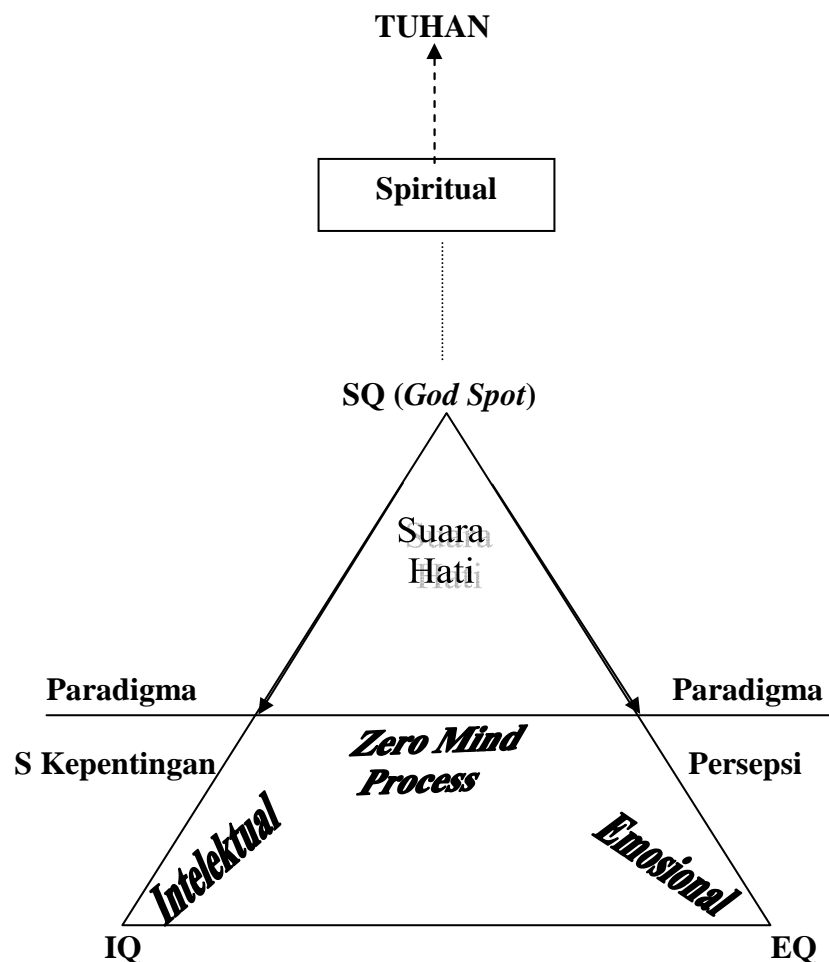 TUHAN
Spiritual
SQ (God Spot)
Suara
Hati
Paradigma
Paradigma
Zero Mind
Process
S Kepentingan
Persepsi
Intelektual
Emosional
IQ
EQ